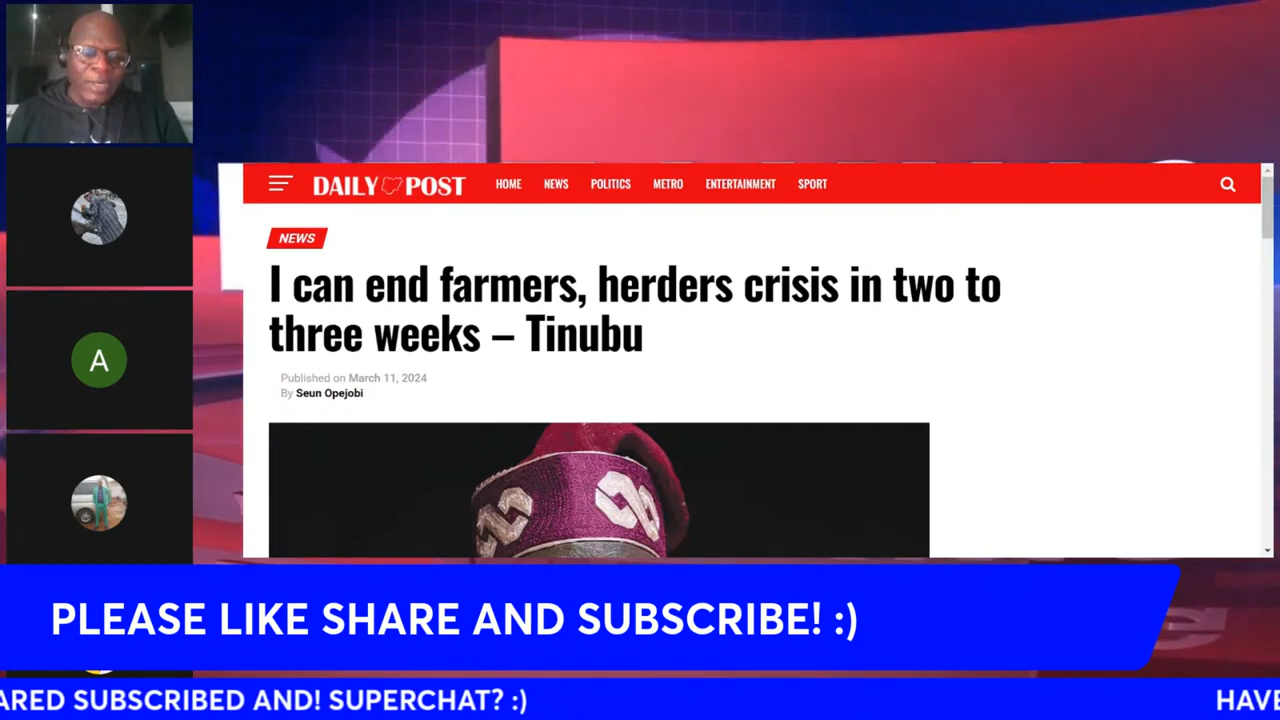 DAILY POST HOME NEWS POLITICS METRO ENTERTAINMENT SPORT
NEWS
I can end farmers, herders crisis in two to
three weeks – Tinubu
Published on March 11, 2024
By Seun Opejobi
A
PLEASE LIKE SHARE AND SUBSCRIBE! :)
ARED SUBSCRIBED AND! SUPERCHAT? :) HAVE